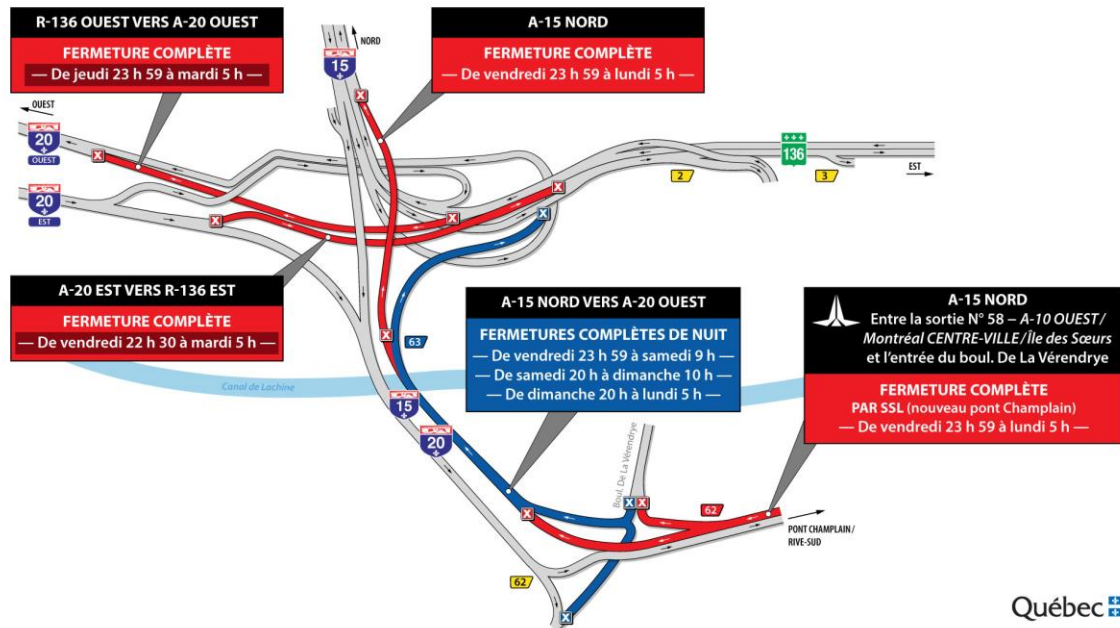 R-136 OUEST VERS A-20 OUEST
FERMETURE COMPLÈTE
— De jeudi 23 h 59 à mardi 5 h —
A-15 NORD
FERMETURE COMPLÈTE
— De vendredi 23 h 59 à lundi 5 h —
NORD
15
OUEST
20
OUEST
20
EST
136
2
3
EST
A-20 EST VERS R-136 EST
FERMETURE COMPLÈTE
— De vendredi 22 h 30 à mardi 5 h —
63
A-15 NORD VERS A-20 OUEST
FERMETURES COMPLÈTES DE NUIT
— De vendredi 23 h 59 à samedi 9 h —
— De samedi 20 h à dimanche 10 h —
— De dimanche 20 h à lundi 5 h —
A-15 NORD
Entre la sortie N° 58 – A-10 OUEST/
Montréal CENTRE-VILLE/Île des Sœurs
et l'entrée du boul. De La Vérendrye
FERMETURE COMPLÈTE
PAR SSL (nouveau pont Champlain)
— De vendredi 23 h 59 à lundi 5 h —
Canal de Lachine
15
20
Boul. De La Vérendrye
62
PONT CHAMPLAIN/
RIVE-SUD
62
Québec